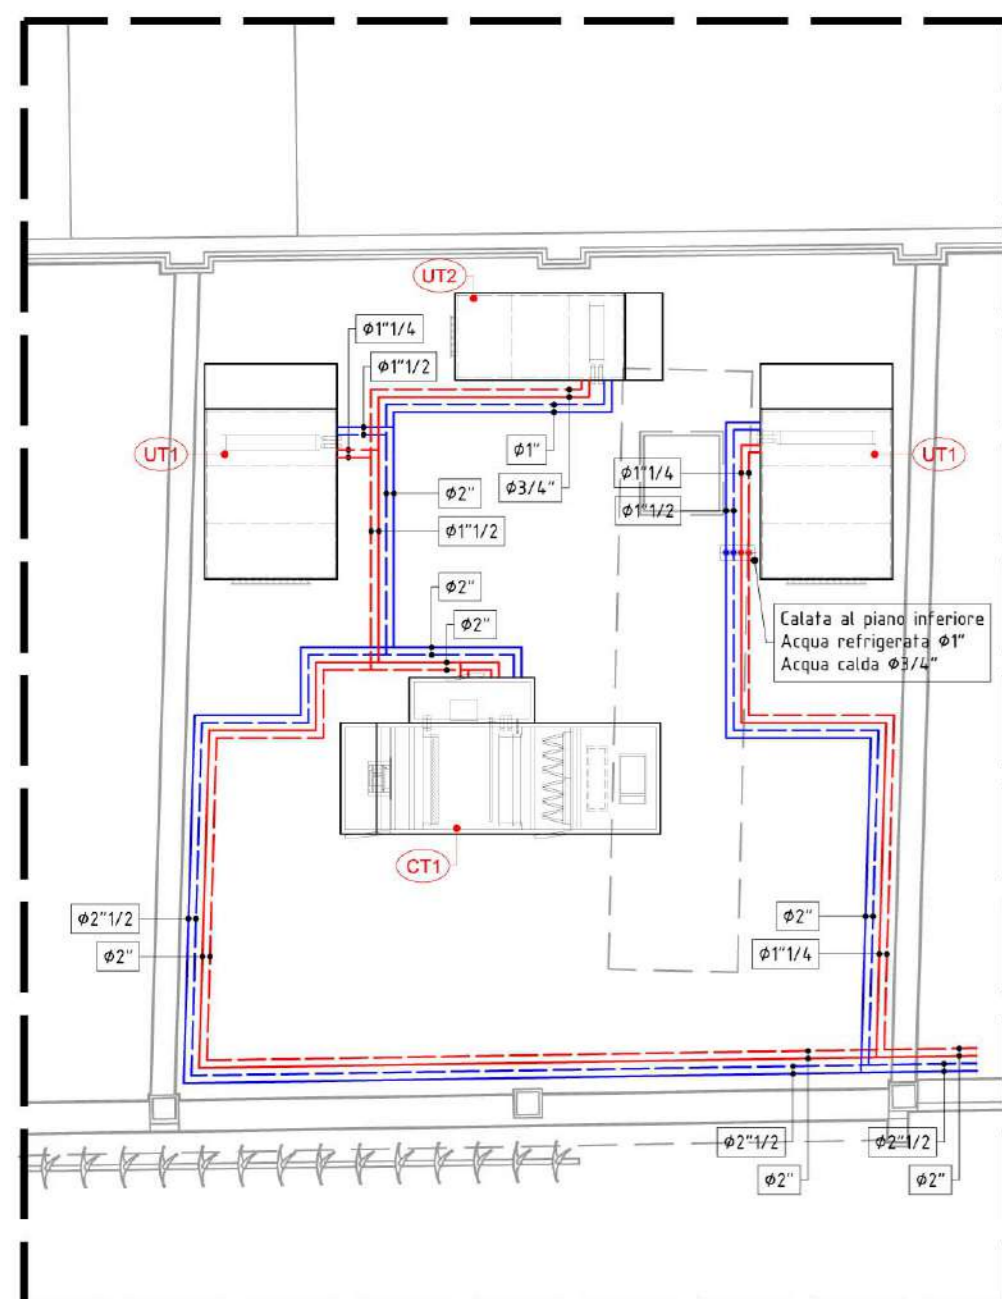 UT2
Φ1"1/4
Φ1"1/2
UT1
UT1
Φ1"
Φ1"1/4
Φ2"
Φ3/4"
Φ1"1/2
Φ1"1/2
Φ2"
Φ2"
Calata al piano inferiore
Acqua refrigerata Φ1"
Acqua calda Φ3/4"
CT1
Φ2"1/2
Φ2"
Φ2"
Φ1"1/4
Φ2"1/2
Φ2"1/2
Φ2"
Φ2"